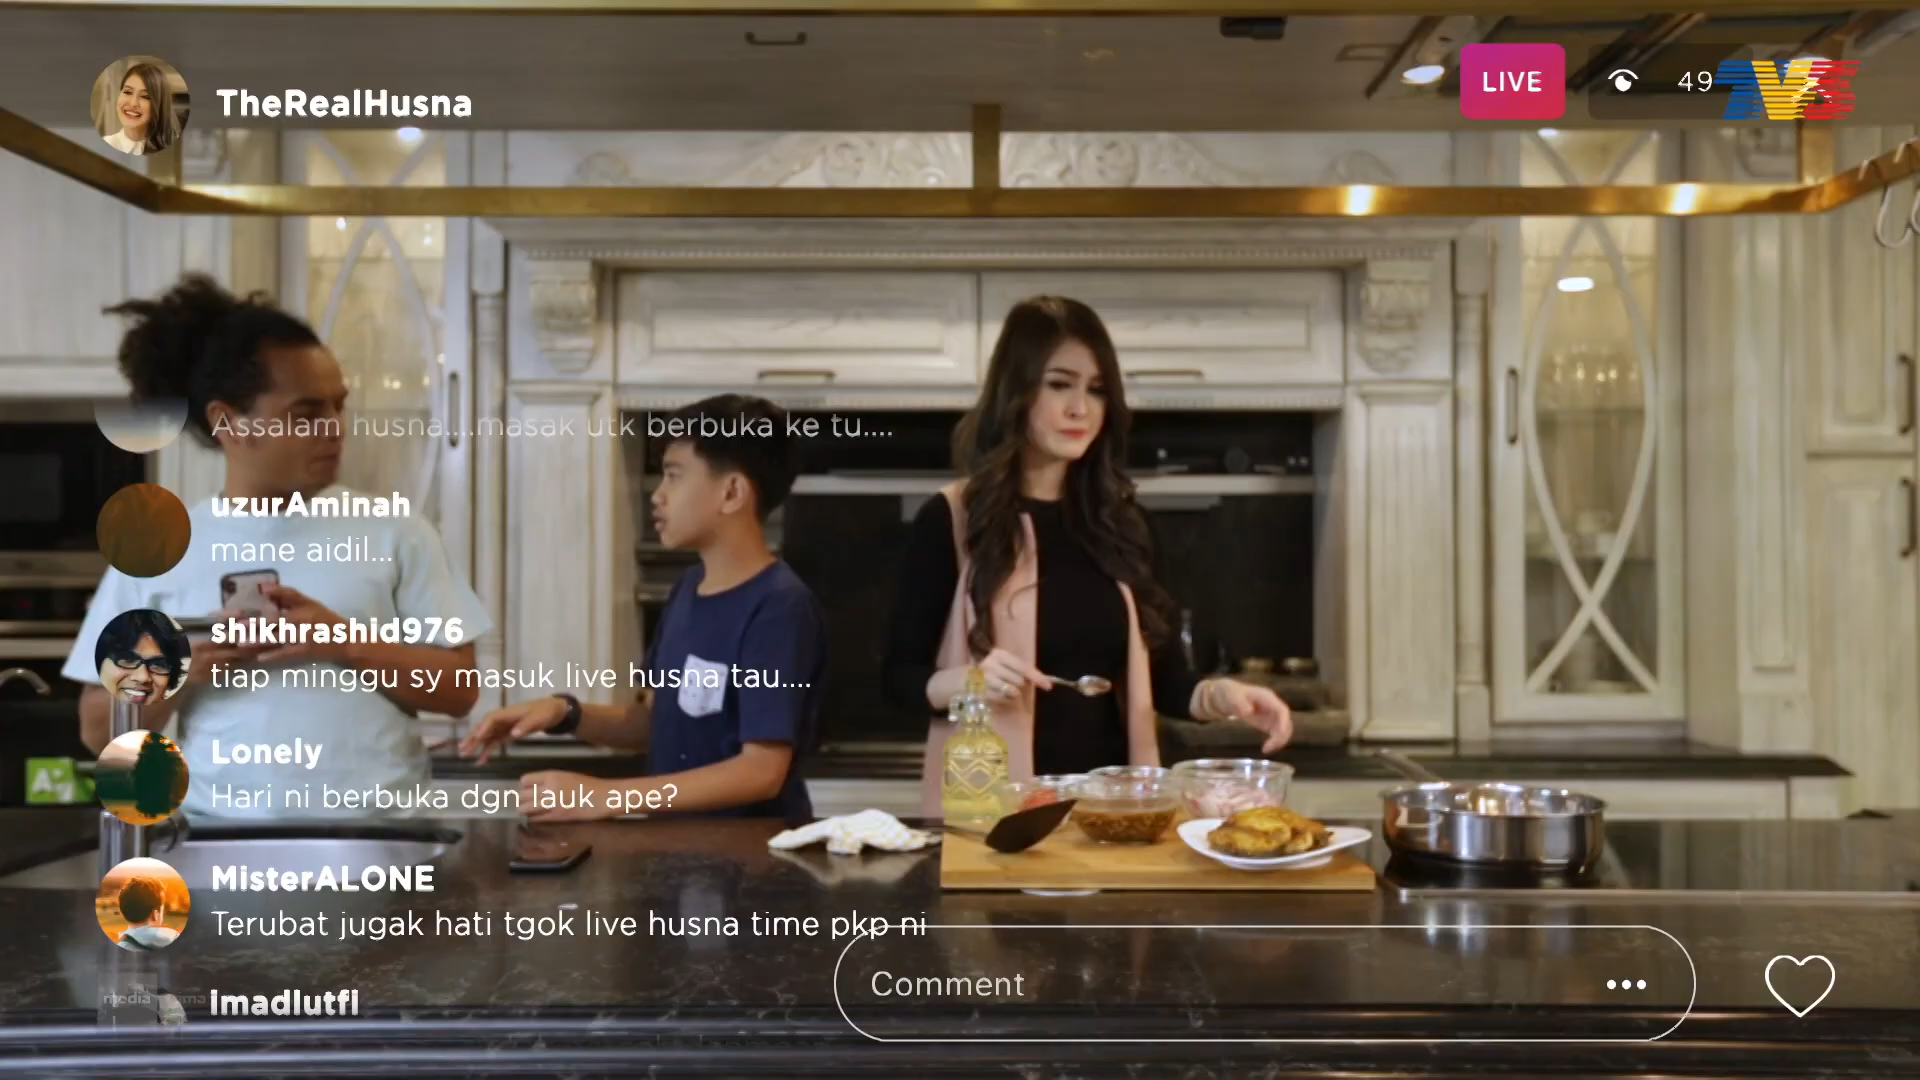 TheRealHusna
LIVE
49
TV3
Assalam husna....masak utk berbuka ke tu....
uzurAminah
mane aidil...
shikhrashid976
tiap minggu sy masuk live husna tau....
Lonely
Hari ni berbuka dgn lauk ape?
MisterALONE
Terubat jugak hati tgok live husna time pkp ni
imadlutfi
Comment